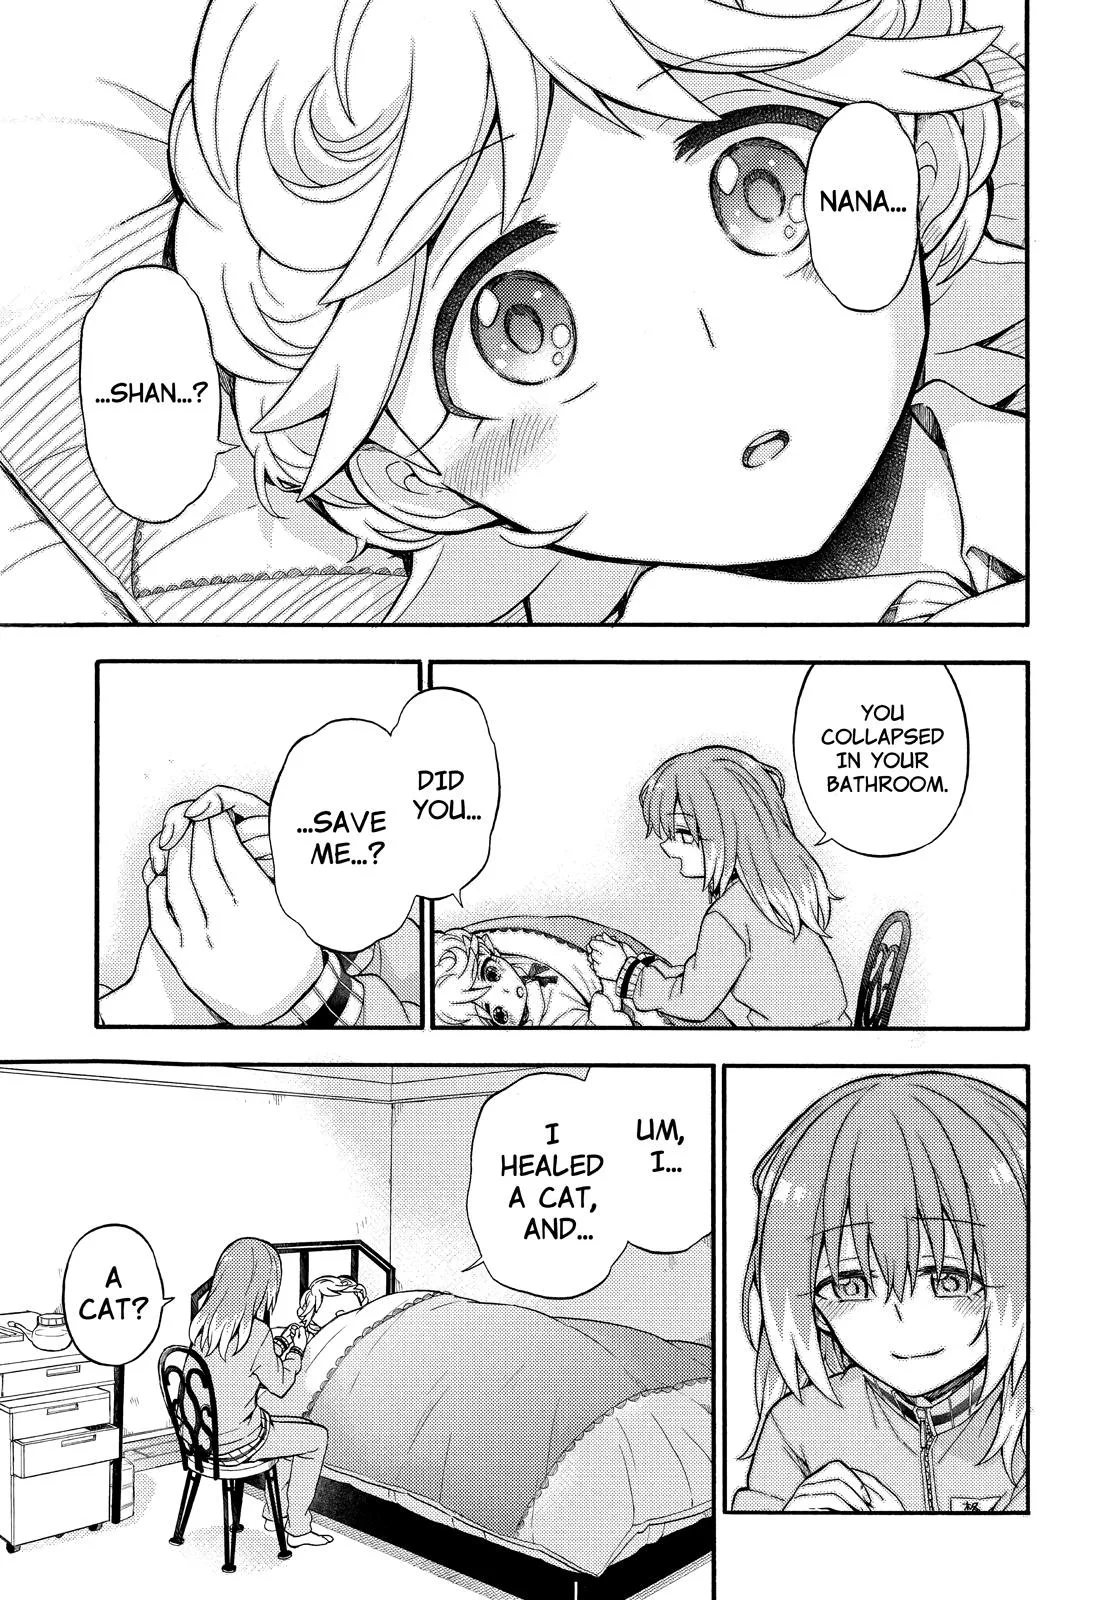 NANA...
...SHAN...?
YOU
COLLAPSED
IN YOUR
BATHROOM.
DID
YOU...
...SAVE
ME...?
UM,
I...
I
HEALED
A CAT,
AND...
A
CAT?